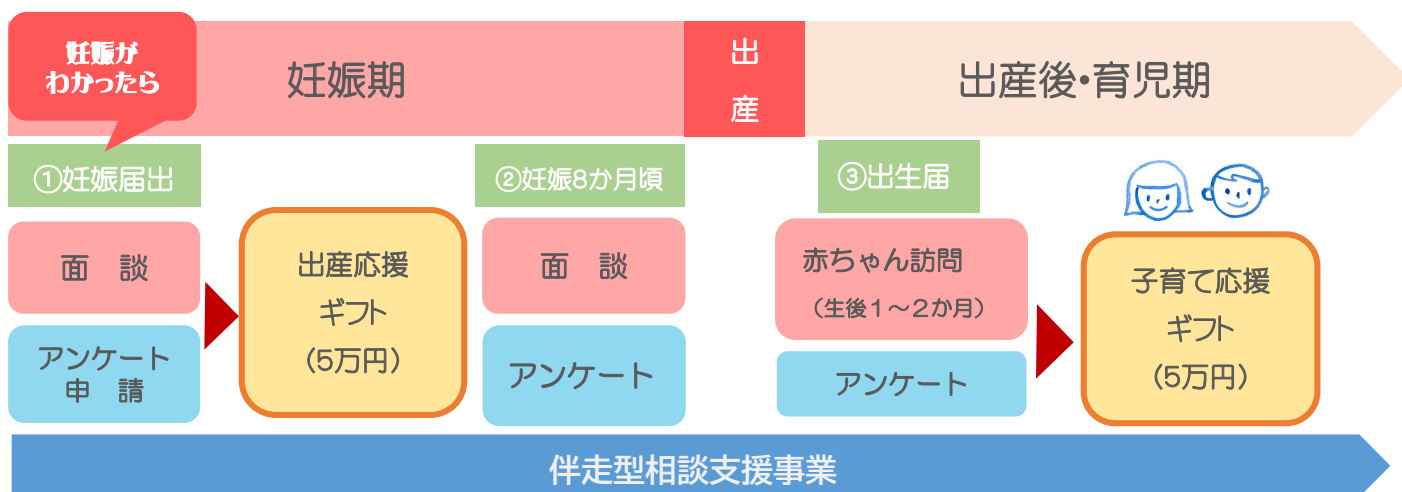 妊娠が
わかったら
妊娠期
出
産
出産後・育児期
①妊娠届出
面　談
アンケート
申　請
出産応援
ギフト
(5万円)
②妊娠8か月頃
面　談
アンケート
③出生届
赤ちゃん訪問
（生後１～２か月）
アンケート
子育て応援
ギフト
(5万円)
伴走型相談支援事業